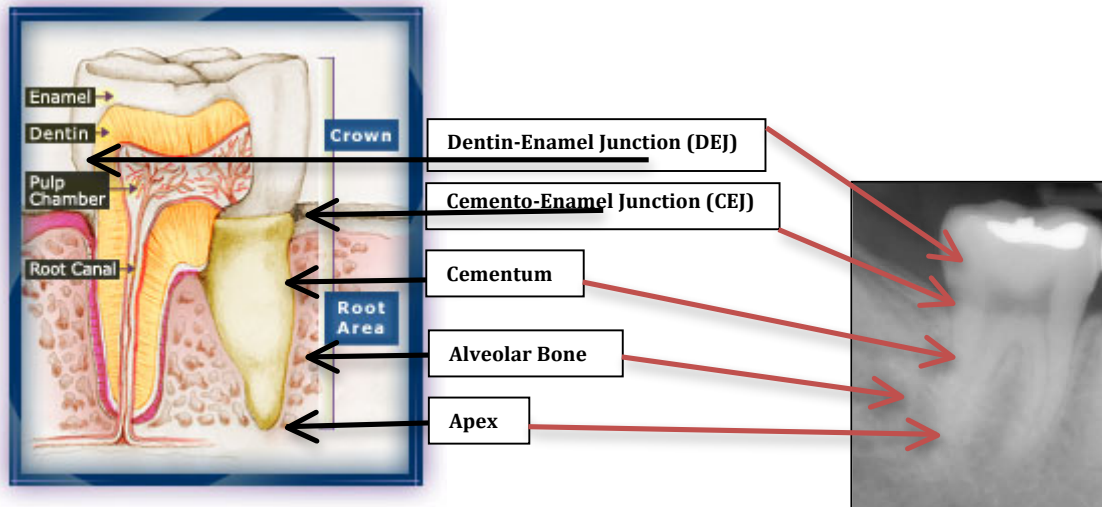 Enamel
Dentin
Pulp
Chamber
Root Canal
Crown
Root
Area
Dentin-Enamel Junction (DEJ)
Cemento-Enamel Junction (CEJ)
Cementum
Alveolar Bone
Apex